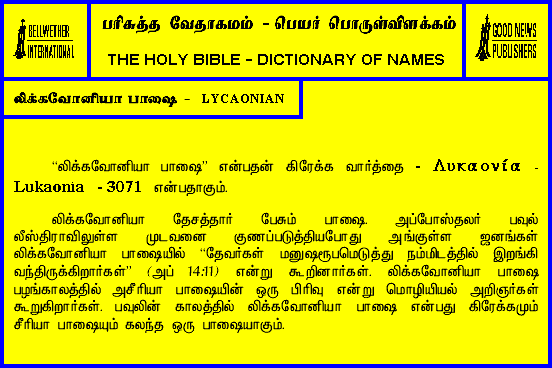 BELLWETHER
INTERNATIONAL
பரிசுத்த வேதாகமம் - பெயர் பொருள்விளக்கம்
THE HOLY BIBLE - DICTIONARY OF NAMES
GOOD NEWS
PUBLISHERS
லிக்கவோனியா பாஷை - LYCAONIAN
“லிக்கவோனியா பாஷை” என்பதன் கிரேக்க வார்த்தை - Λυκαονία -
Lukaonia - 3071 என்பதாகும்.
லிக்கவோனியா தேசத்தார் பேசும் பாஷை. அப்போஸ்தலர் பவுல்
லீஸ்திராவிலுள்ள முடவனை குணப்படுத்தியபோது அங்குள்ள ஜனங்கள்
லிக்கவோனியா பாஷையில் “தேவர்கள் மனுஷரூபமெடுத்து நம்மிடத்தில் இறங்கி
வந்திருக்கிறார்கள்” (அப் 14:11) என்று கூறினார்கள். லிக்கவோனியா பாஷை
பழங்காலத்தில் அசீரியா பாஷையின் ஒரு பிரிவு என்று மொழியியல் அறிஞர்கள்
கூறுகிறார்கள். பவுலின் காலத்தில் லிக்கவோனியா பாஷை என்பது கிரேக்கமும்
சீரியா பாஷையும் கலந்த ஒரு பாஷையாகும்.